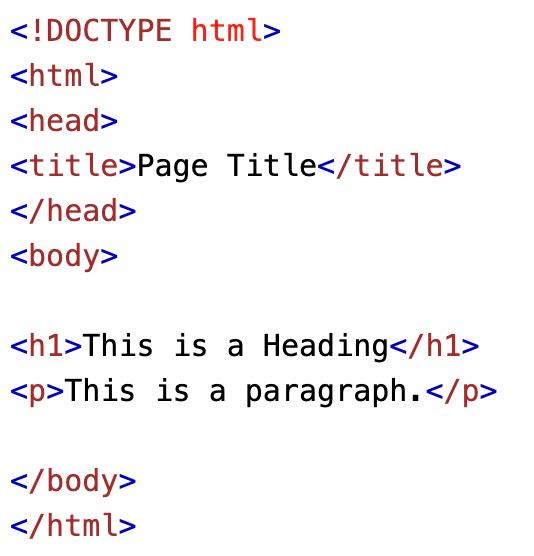 <!DOCTYPE html>
<html>
<head>
<title>Page Title</title>
</head>
<body>

<h1>This is a Heading</h1>
<p>This is a paragraph.</p>

</body>
</html>